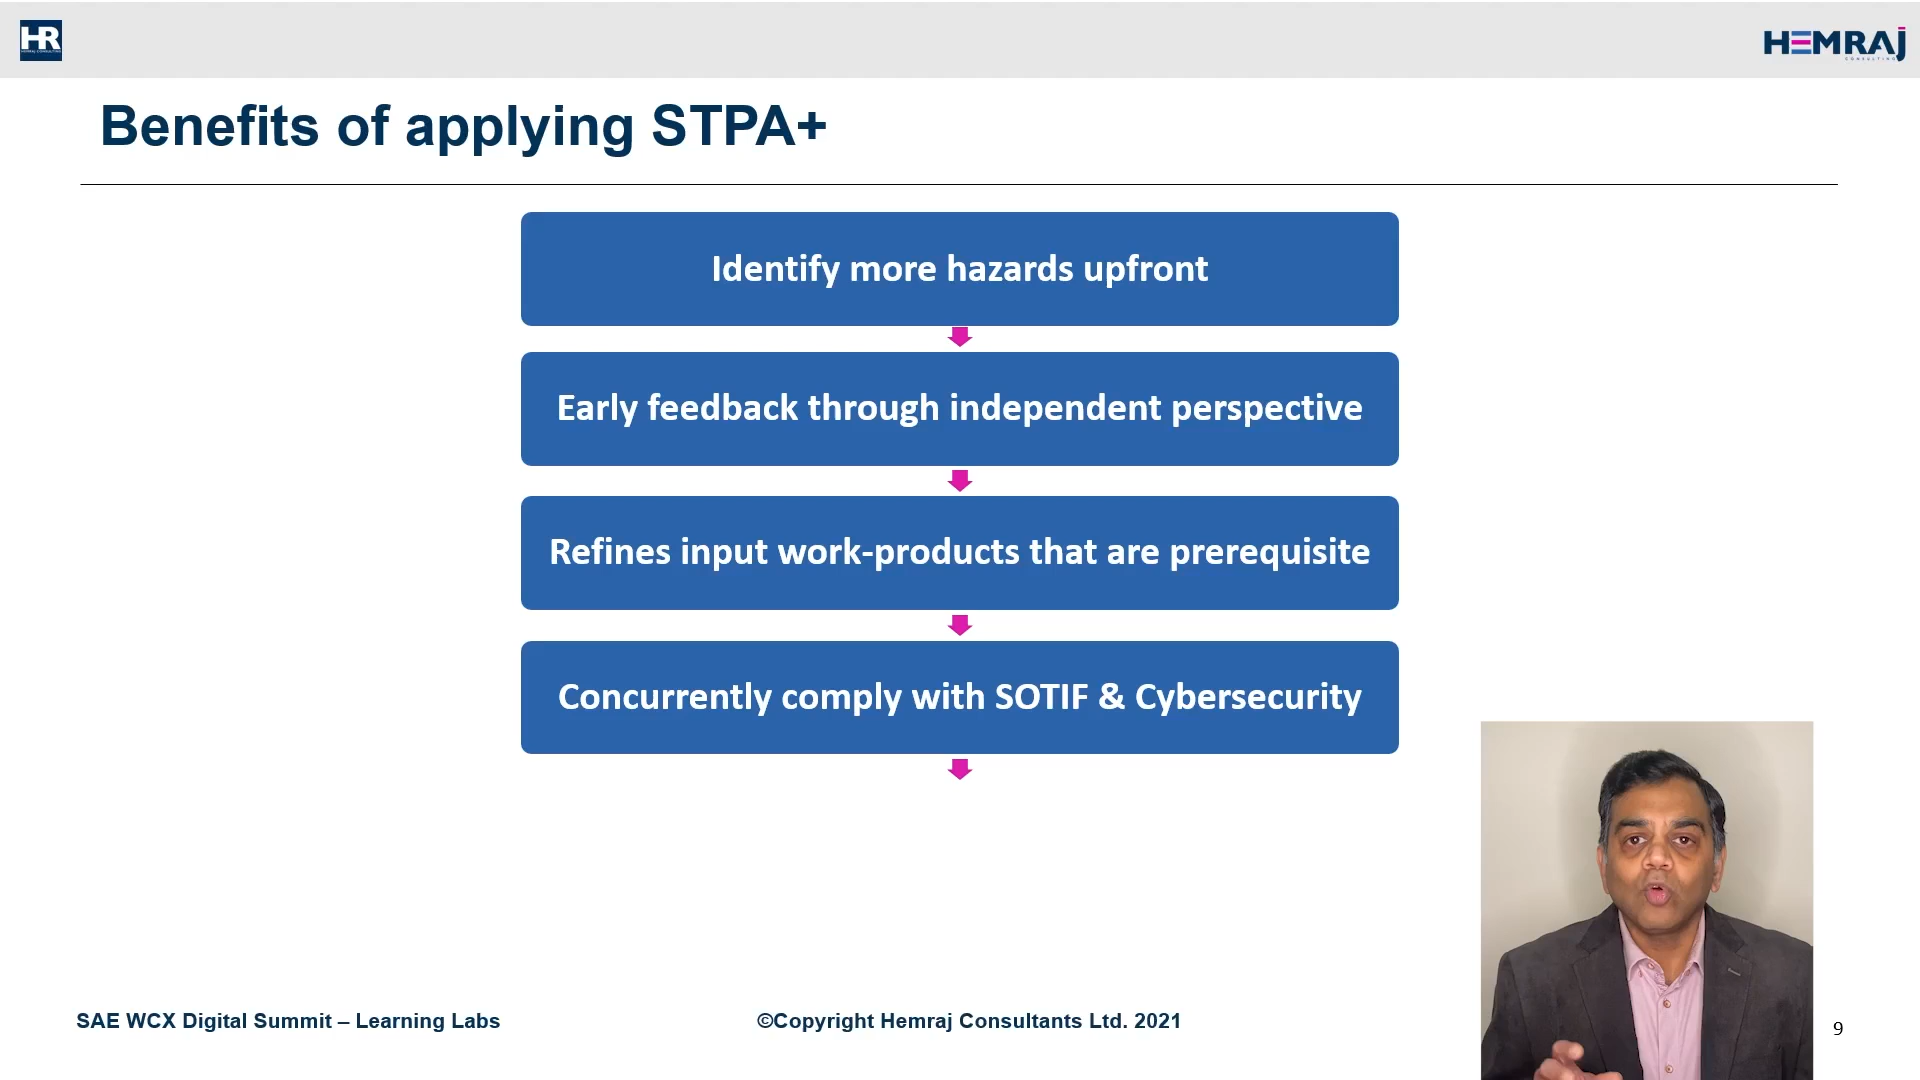 HR
HEMRAJ
CONSULTING
Benefits of applying STPA+
Identify more hazards upfront
Early feedback through independent perspective
Refines input work-products that are prerequisite
Concurrently comply with SOTIF & Cybersecurity
SAE WCX Digital Summit – Learning Labs
©Copyright Hemraj Consultants Ltd. 2021
9